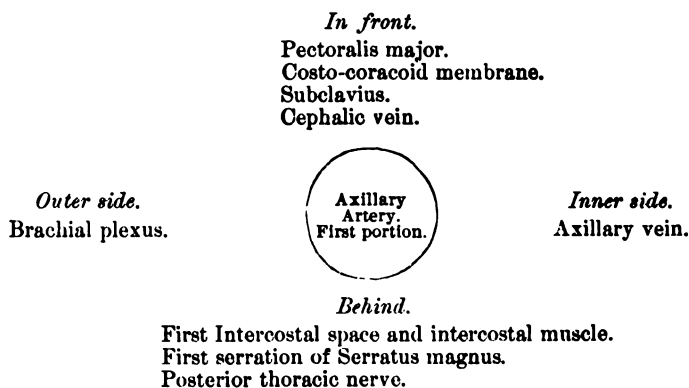 In front.
Pectoralis major.
Costo-coracoid membrane.
Subclavius.
Cephalic vein.
Outer side.
Brachial plexus.
Axillary
Artery.
First portion.
Inner side.
Axillary vein.
Behind.
First Intercostal space and intercostal muscle.
First serration of Serratus magnus.
Posterior thoracic nerve.